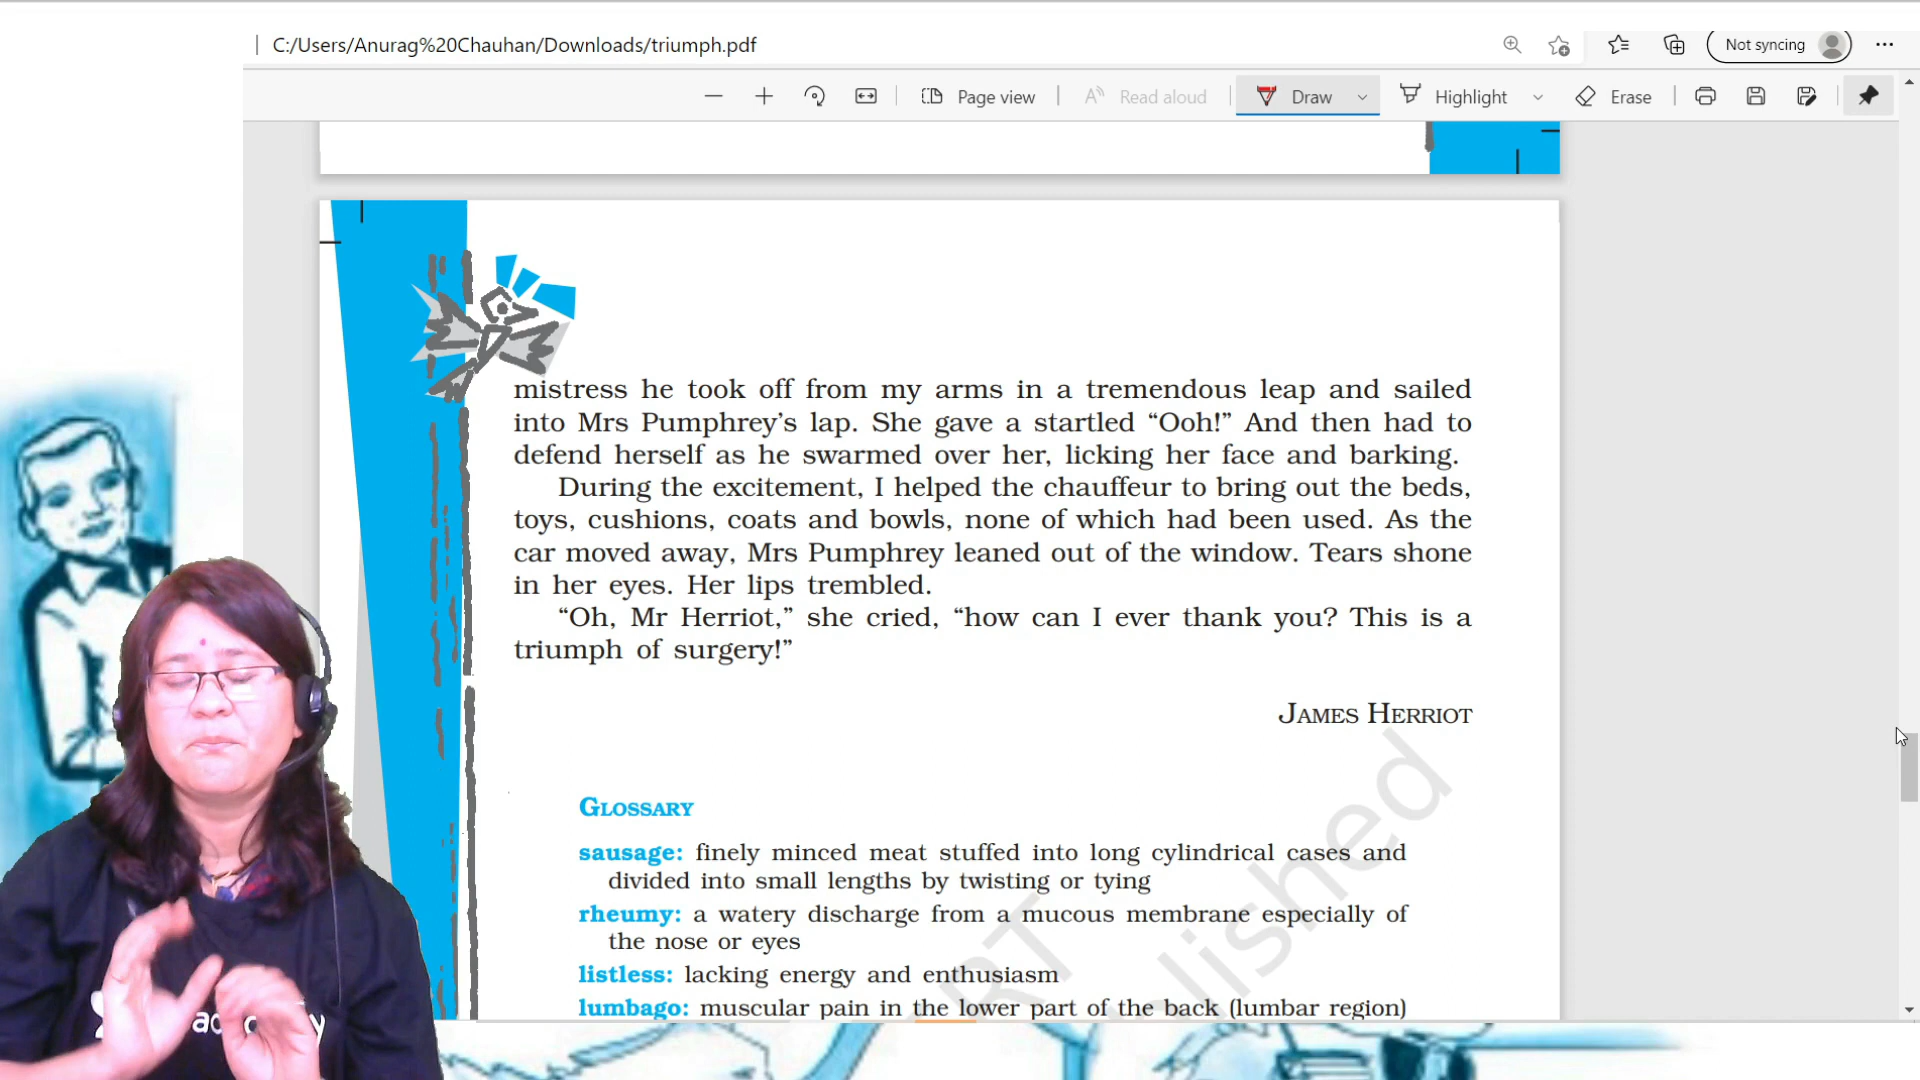 C:/Users/Anurag%20Chauhan/Downloads/triumph.pdf
Not syncing
Page view
Read aloud
Draw
Highlight
Erase
mistress he took off from my arms in a tremendous leap and sailed
into Mrs Pumphrey’s lap. She gave a startled “Ooh!” And then had to
defend herself as he swarmed over her, licking her face and barking.
During the excitement, I helped the chauffeur to bring out the beds,
toys, cushions, coats and bowls, none of which had been used. As the
car moved away, Mrs Pumphrey leaned out of the window. Tears shone
in her eyes. Her lips trembled.
“Oh, Mr Herriot,” she cried, “how can I ever thank you? This is a
triumph of surgery!”
JAMES HERRIOT
GLOSSARY
sausage: finely minced meat stuffed into long cylindrical cases and
divided into small lengths by twisting or tying
rheumy: a watery discharge from a mucous membrane especially of
the nose or eyes
listless: lacking energy and enthusiasm
lumbago: muscular pain in the lower part of the back (lumbar region)